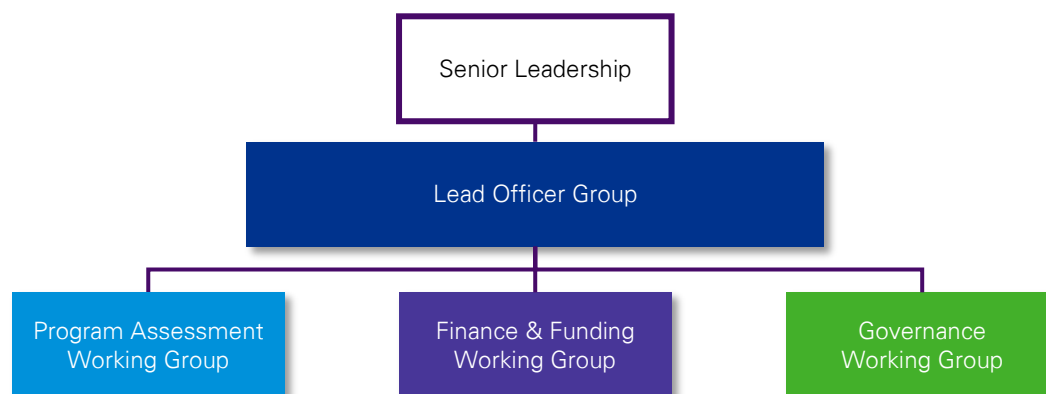 Senior Leadership
Lead Officer Group
Program Assessment
Working Group
Finance & Funding
Working Group
Governance
Working Group